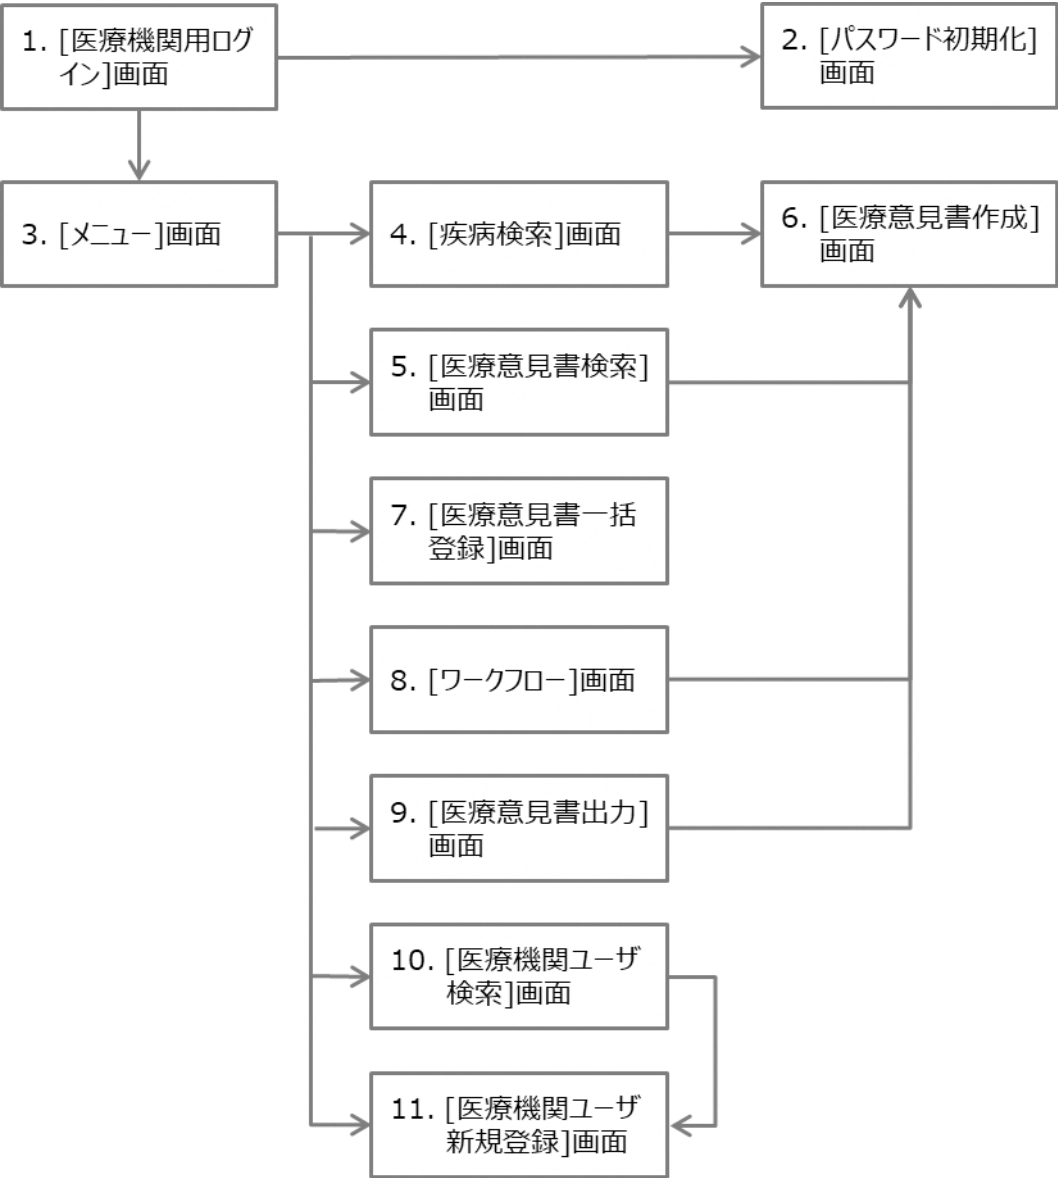 1. [医療機関用ログ
イン]画面
2. [パスワード初期化]
画面
3. [メニュー]画面
4. [疾病検索]画面
6. [医療意見書作成]
画面
5. [医療意見書検索]
画面
7. [医療意見書一括
登録]画面
8. [ワークフロー]画面
9. [医療意見書出力]
画面
10. [医療機関ユーザ
検索]画面
11. [医療機関ユーザ
新規登録]画面